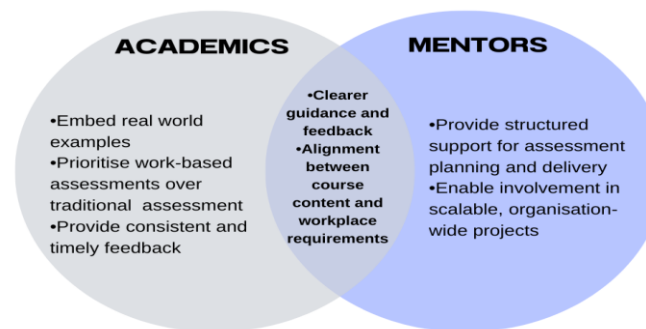 ACADEMICS
•Embed real world
examples
•Prioritise work-based
assessments over
traditional assessment
•Provide consistent and
timely feedback
•Clearer
guidance and
feedback
•Alignment
between
course
content and
workplace
requirements
MENTORS
•Provide structured
support for assessment
planning and delivery
•Enable involvement in
scalable, organisation-
wide projects